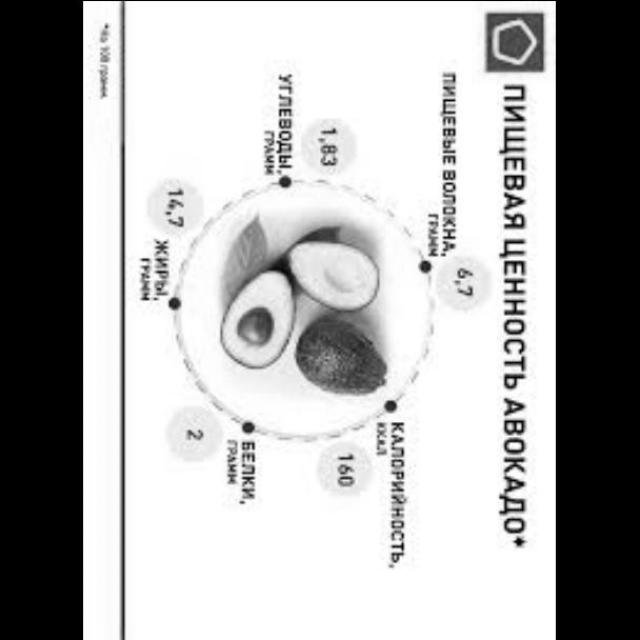 ПИЩЕВАЯ ЦЕННОСТЬ АВОКАДО*
ПИЩЕВЫЕ ВОЛОКНА,
ГРАММ
6,7
КАЛОРИЙНОСТЬ,
ККАЛ
160
УГЛЕВОДЫ,
ГРАММ
1,83
БЕЛКИ,
ГРАММ
2
ЖИРЫ,
ГРАММ
14,7
*На 100 грамм.